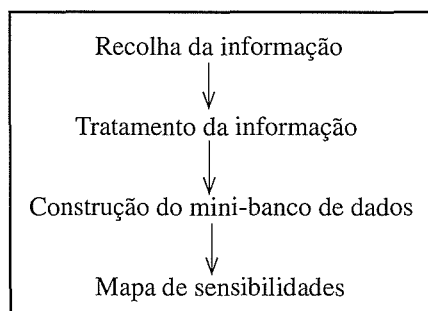 Recolha da informação
Tratamento da informação
Construção do mini-banco de dados
Mapa de sensibilidades